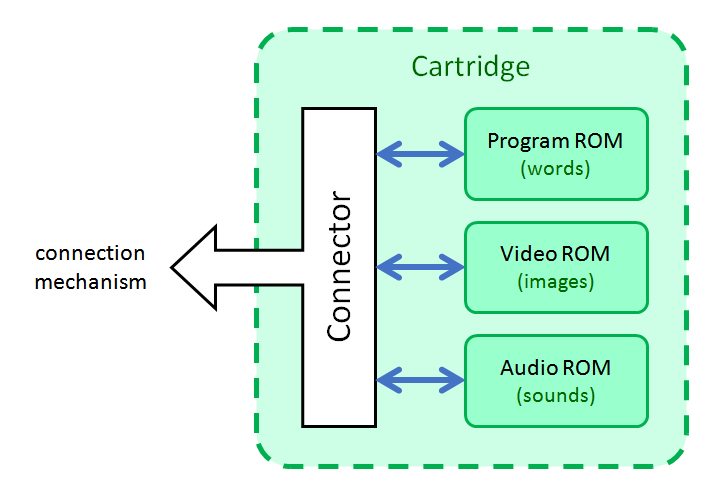 Cartridge
Program ROM
(words)
connection
mechanism
Connector
Video ROM
(images)
Audio ROM
(sounds)